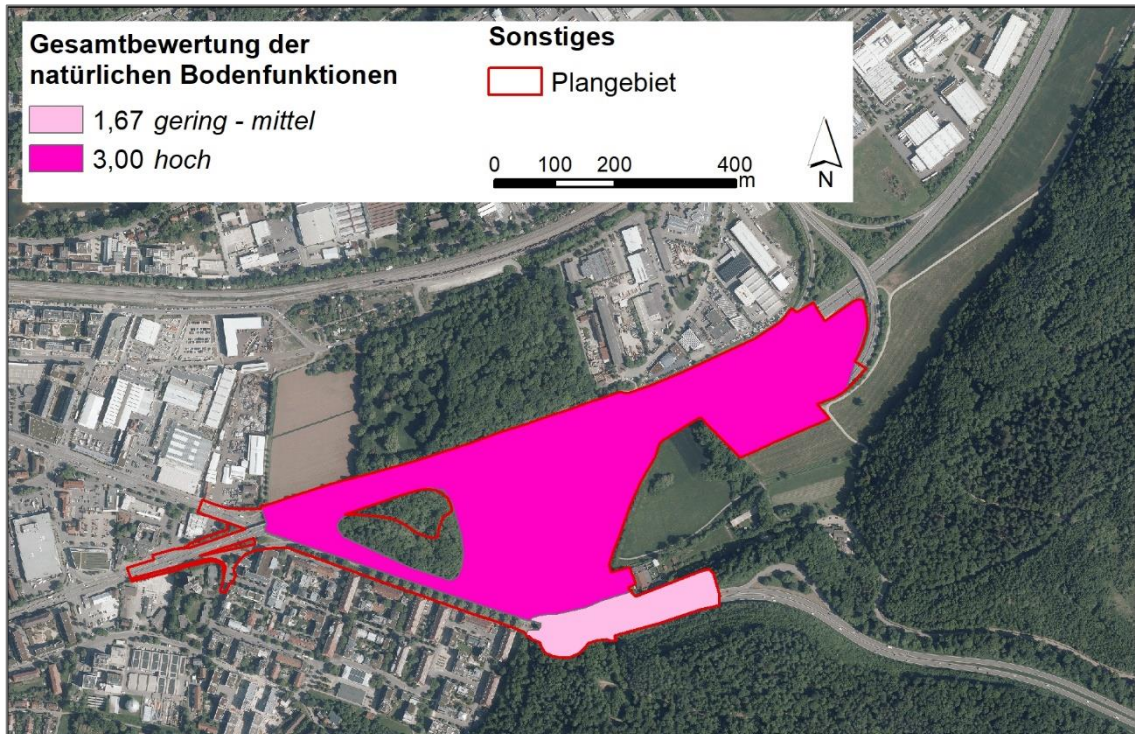 Gesamtbewertung der
natürlichen Bodenfunktionen
1,67 gering - mittel
3,00 hoch
Sonstiges
Plangebiet
0 100 200 400
m
N